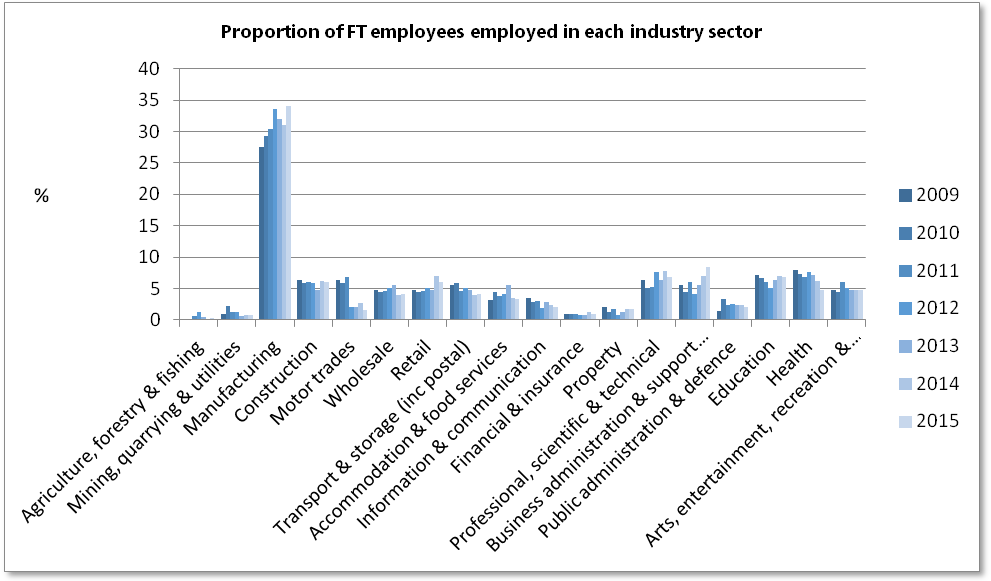 Proportion of FT employees employed in each industry sector
40
35
30
25
20
15
10
5
0
%
Agriculture, forestry & fishing
Mining, quarrying & utilities
Manufacturing
Construction
Motor trades
Wholesale
Retail
Transport & storage (inc postal)
Accommodation & food services
Information & communication
Financial & insurance
Property
Professional, scientific & technical
Business administration & support...
Public administration & defence
Education
Health
Arts, entertainment, recreation &...
2009
2010
2011
2012
2013
2014
2015